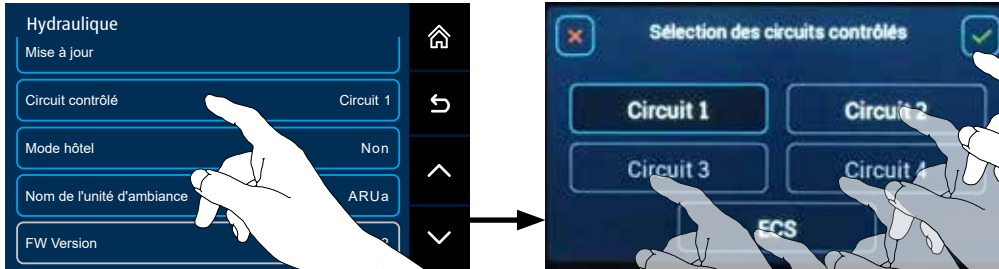 Hydraulique
Mise à jour
Circuit contrôlé Circuit 1
Mode hôtel Non
Nom de l'unité d'ambiance ARUa
FW Version
Sélection des circuits contrôlés
Circuit 1 Circuit 2
Circuit 3 Circuit 4
ECS